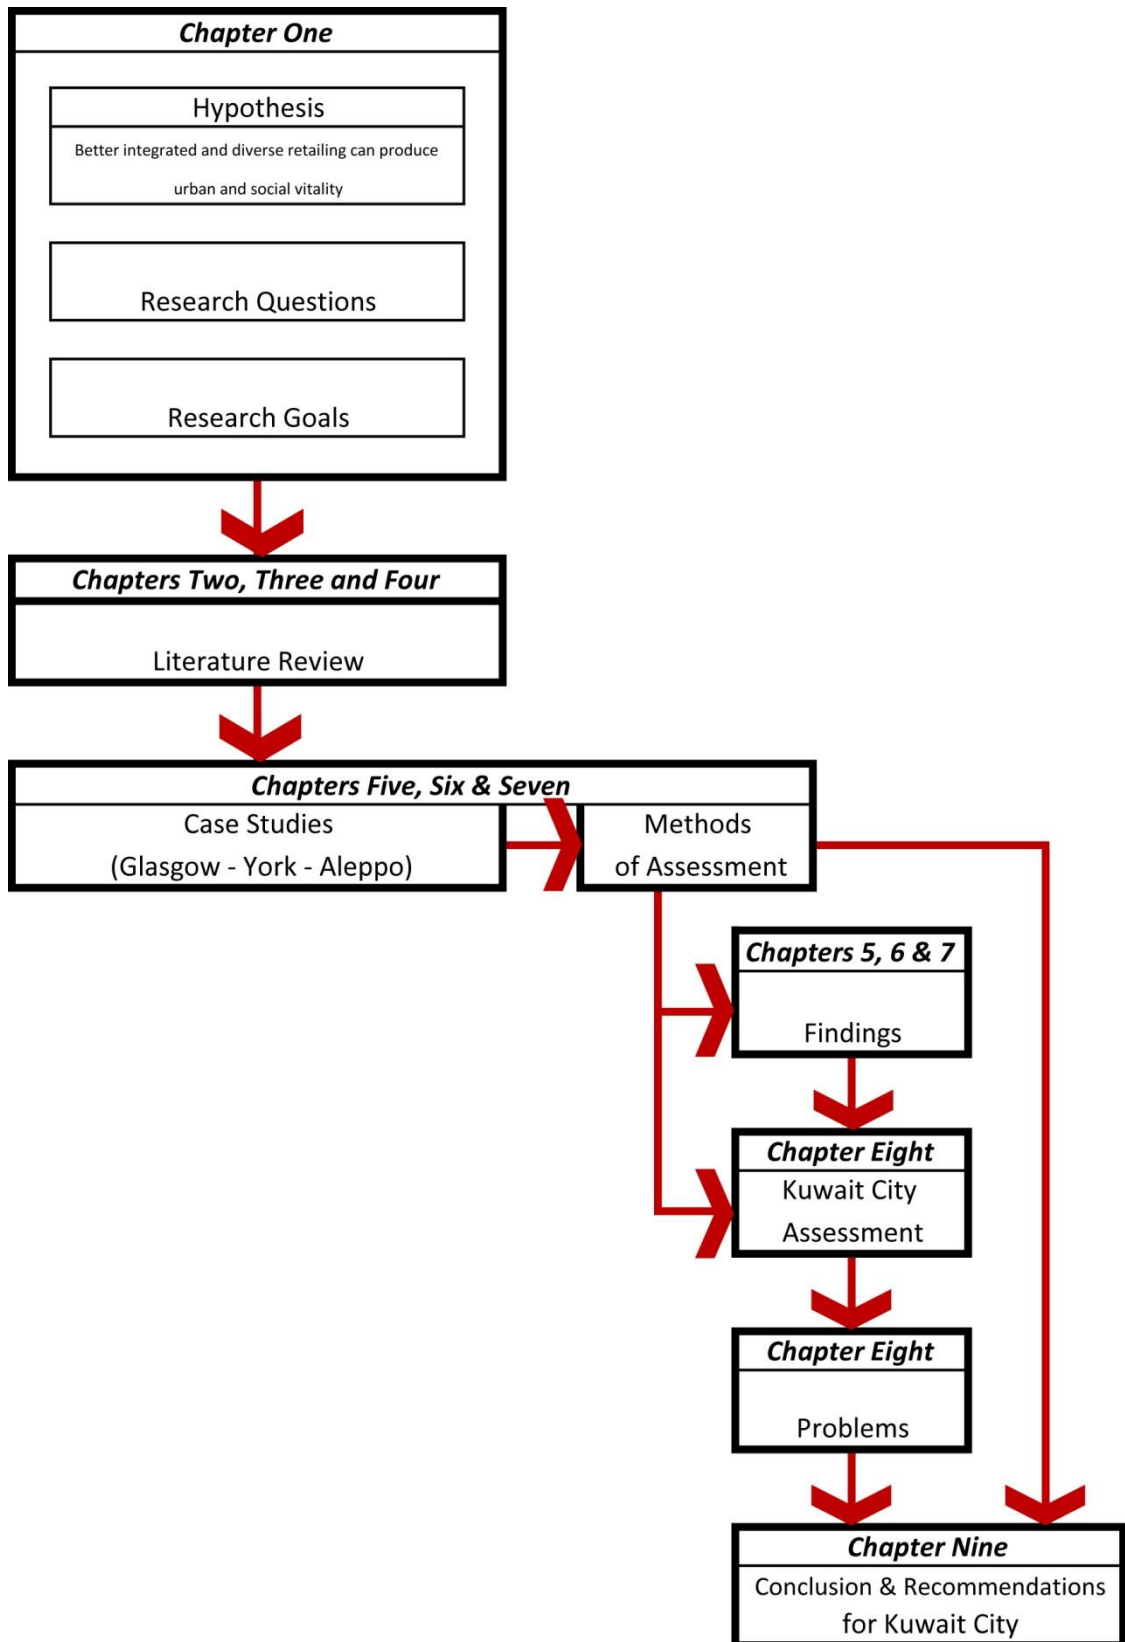 Chapter One
Hypothesis
Better integrated and diverse retailing can produce
urban and social vitality
Research Questions
Research Goals
Chapters Two, Three and Four
Literature Review
Chapters Five, Six & Seven
Case Studies
(Glasgow - York - Aleppo)
Methods
of Assessment
Chapters 5, 6 & 7
Findings
Chapter Eight
Kuwait City
Assessment
Chapter Eight
Problems
Chapter Nine
Conclusion & Recommendations
for Kuwait City